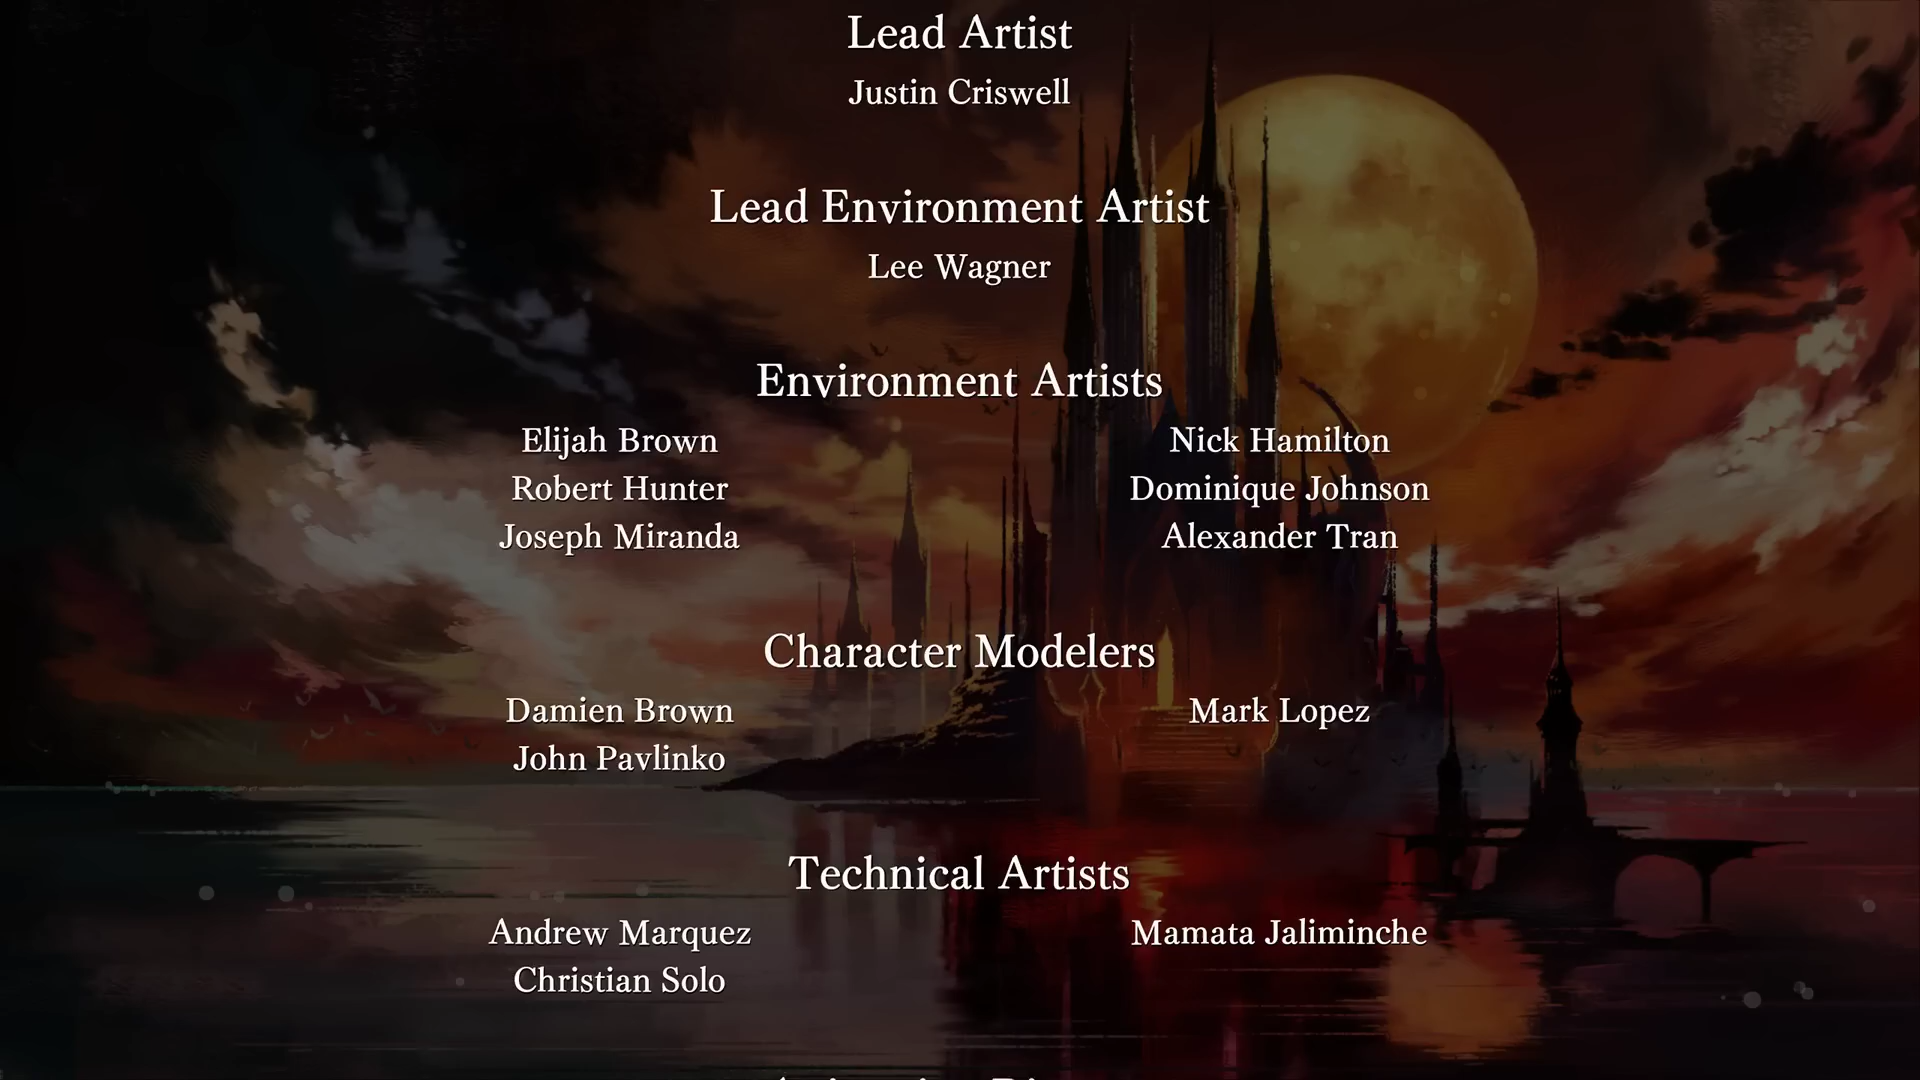 Lead Artist
Justin Criswell
Lead Environment Artist
Lee Wagner
Environment Artists
Elijah Brown
Nick Hamilton
Robert Hunter
Dominique Johnson
Joseph Miranda
Alexander Tran
Character Modelers
Damien Brown
Mark Lopez
John Pavlinko
Technical Artists
Andrew Marquez
Mamata Jaliminche
Christian Solo